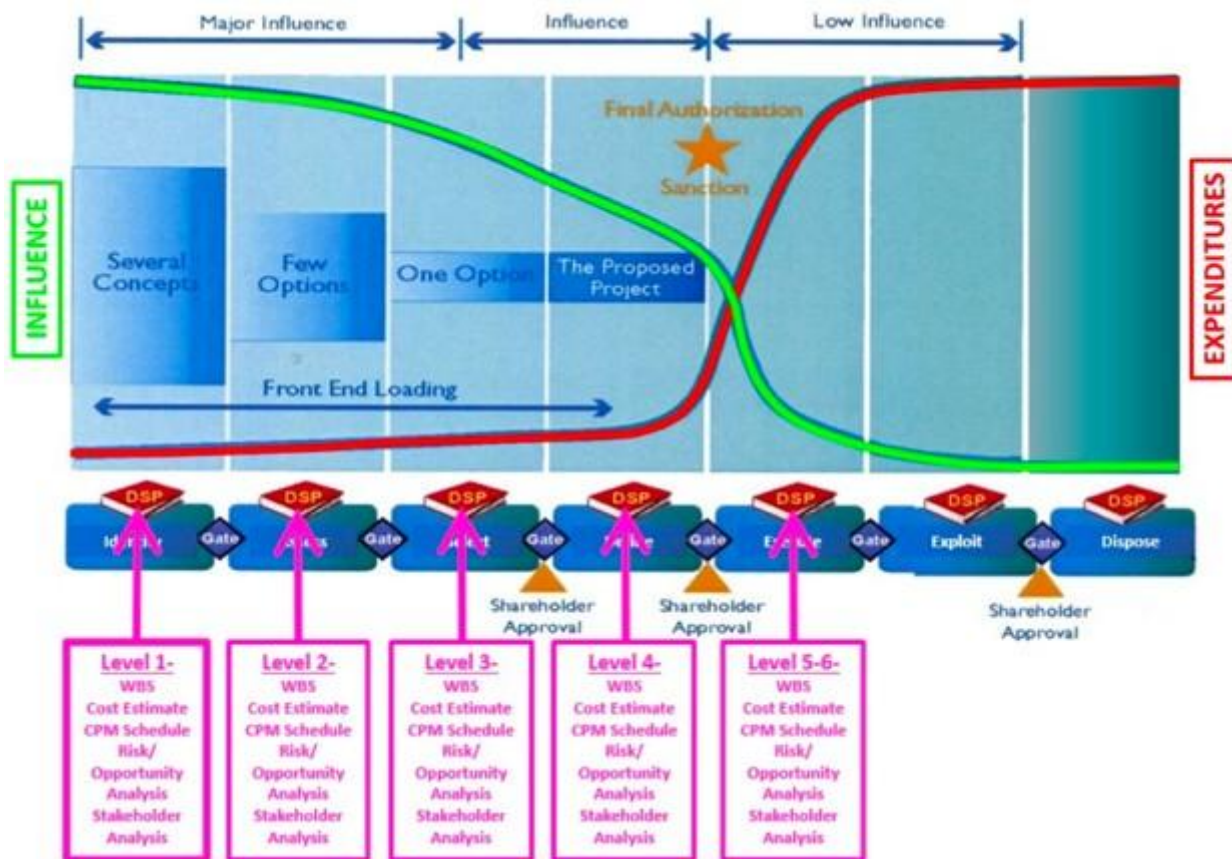 Major Influence
Influence
Low Influence
Final Authorization
Sanction
INFLUENCE
EXPENDITURES
Several
Concepts
Few
Options
One Option
The Proposed
Project
Front End Loading
DSP
DSP
DSP
DSP
DSP
DSP
DSP
Gate
Gate
Gate
Gate
Gate
Exploit
Gate
Dispose
Shareholder
Approval
Shareholder
Approval
Shareholder
Approval
Level 1-
WBS
Cost Estimate
CPM Schedule
Risk/
Opportunity
Analysis
Stakeholder
Analysis
Level 2-
WBS
Cost Estimate
CPM Schedule
Risk/
Opportunity
Analysis
Stakeholder
Analysis
Level 3-
WBS
Cost Estimate
CPM Schedule
Risk/
Opportunity
Analysis
Stakeholder
Analysis
Level 4-
WBS
Cost Estimate
CPM Schedule
Risk/
Opportunity
Analysis
Stakeholder
Analysis
Level 5-6-
WBS
Cost Estimate
CPM Schedule
Risk/
Opportunity
Analysis
Stakeholder
Analysis